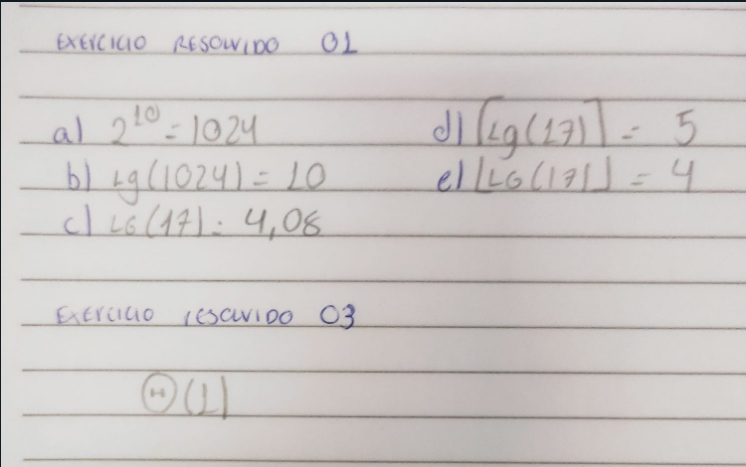 EXERCICIO RESOLVIDO 01
a) 2^10 = 1024
b) Lg(1024) = 10
c) LG(17) = 4,08
d) ⌈Lg(17)⌉ = 5
e) ⌊LG(17)⌋ = 4
EXERCICIO RESOLVIDO 03
Θ(1)